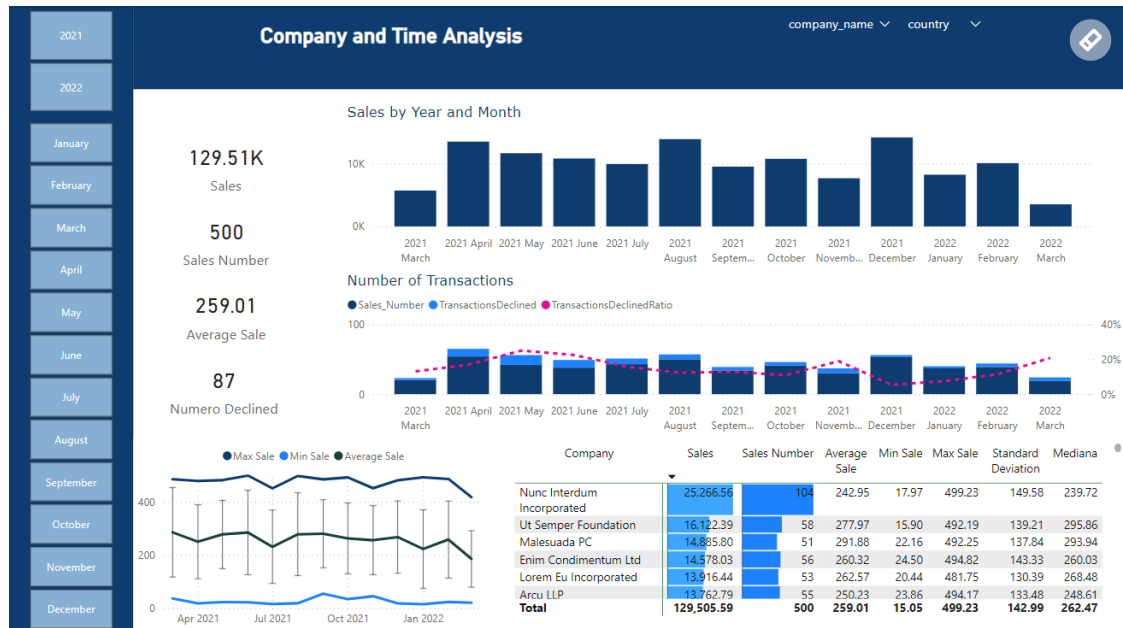 Company and Time Analysis
company_name
country
2021
2022
January
February
March
April
May
June
July
August
September
October
November
December
129.51K
Sales
500
Sales Number
259.01
Average Sale
87
Numero Declined
Sales by Year and Month
10K
0K
2021 March
2021 April
2021 May
2021 June
2021 July
2021 August
2021 Septem...
2021 October
2021 Novemb...
2021 December
2022 January
2022 February
2022 March
Number of Transactions
Sales_Number TransactionsDeclined TransactionsDeclinedRatio
100
0
40%
20%
0%
2021 March
2021 April
2021 May
2021 June
2021 July
2021 August
2021 Septem...
2021 October
2021 Novemb...
2021 December
2022 January
2022 February
2022 March
Max Sale Min Sale Average Sale
400
200
0
Apr 2021 Jul 2021 Oct 2021 Jan 2022
Company Sales Sales Number Average Sale Min Sale Max Sale Standard Deviation Mediana
Nunc Interdum Incorporated 25,266.56 104 242.95 17.97 499.23 149.58 239.72
Ut Semper Foundation 16,122.39 58 277.97 15.90 492.19 139.21 295.86
Malesuada PC 14,885.80 51 291.88 22.16 492.25 137.84 293.94
Enim Condimentum Ltd 14,578.03 56 260.32 24.50 494.82 143.33 260.03
Lorem Eu Incorporated 13,916.44 53 262.57 20.44 481.75 130.39 268.48
Arcu LLP 13,762.79 55 250.23 23.86 494.17 133.48 248.61
Total 129,505.59 500 259.01 15.05 499.23 142.99 262.47